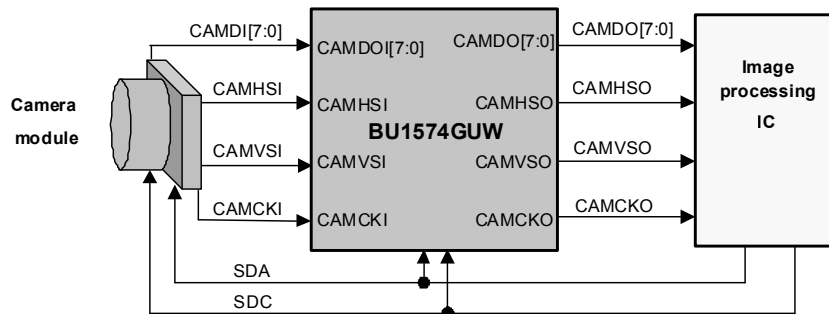 CAMDI[7:0]
CAMDO[7:0]
CAMDOI[7:0]
CAMDO[7:0]
Camera
module
CAMHSI
CAMHSI
CAMHSO
CAMHSO
BU1574GUW
CAMVSI
CAMVSI
CAMVSO
CAMVSO
CAMCKI
CAMCKI
CAMCKO
CAMCKO
Image
processing
IC
SDA
SDC